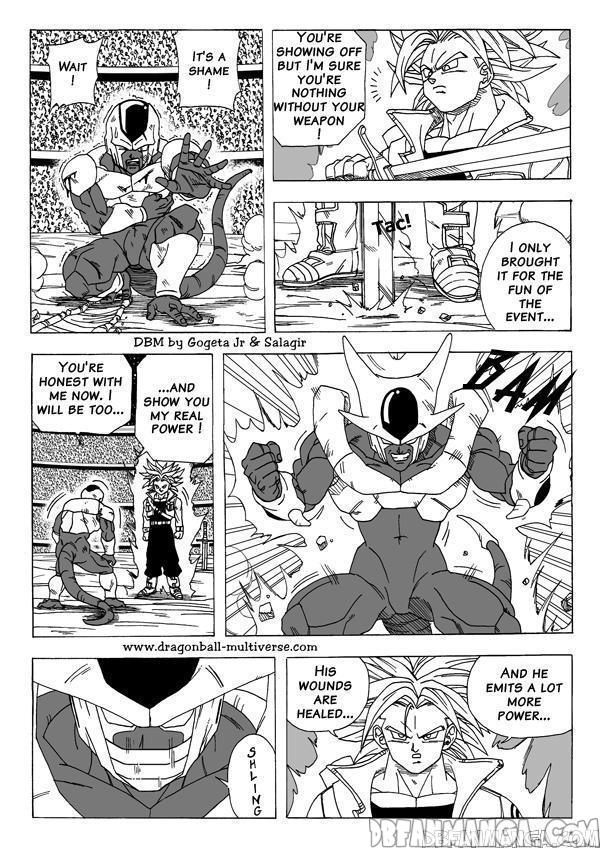 WAIT
!
IT'S A
SHAME !
YOU'RE
SHOWING OFF
BUT I'M SURE
YOU'RE
NOTHING
WITHOUT YOUR
WEAPON
!
TAC!
I ONLY
BROUGHT
IT FOR THE
FUN OF
THE
EVENT...
DBM by Gogeta Jr & Salagir
YOU'RE
HONEST WITH
ME NOW. I
WILL BE TOO...
...AND
SHOW YOU
MY REAL
POWER !
BAM
www.dragonball-multiverse.com
SHLING
HIS
WOUNDS
ARE
HEALED...
AND HE
EMITS A LOT
MORE
POWER...
DBFANMANGA.COM
DBFANMANGA.COM